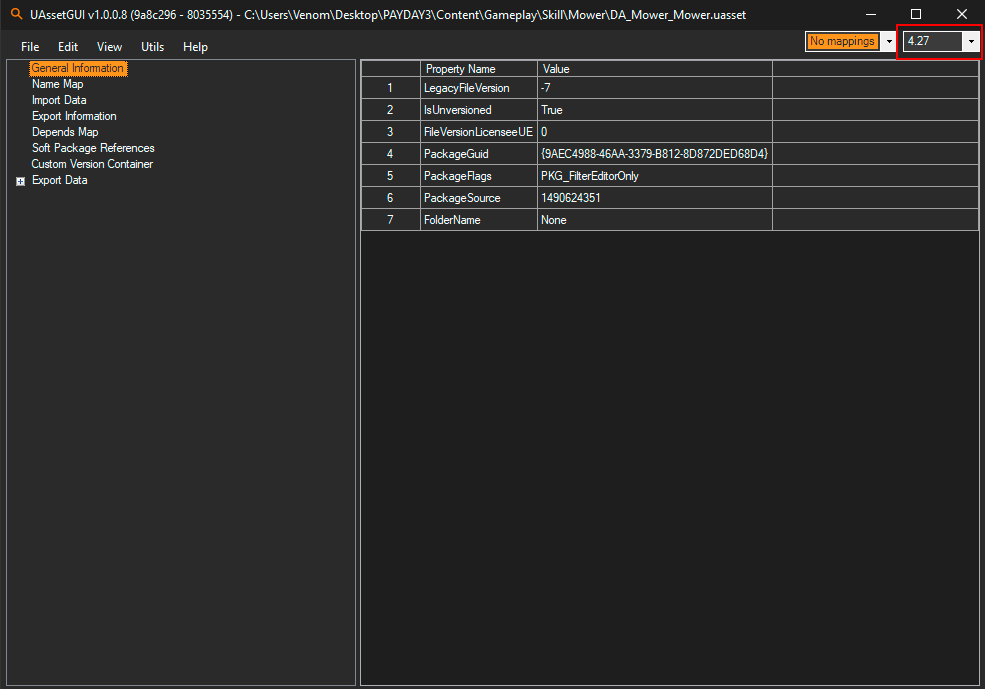 UAssetGUI v1.0.0.8 (9a8c296 - 8035554) - C:\Users\Venom\Desktop\PAYDAY3\Content\Gameplay\Skill\Mower\DA_Mower_Mower.uasset
File Edit View Utils Help No mappings 4.27
General Information
Name Map
Import Data
Export Information
Depends Map
Soft Package References
Custom Version Container
Export Data
Property Name Value
1 LegacyFileVersion -7
2 IsUnversioned True
3 FileVersionLicenseeUE 0
4 PackageGuid {9AEC4988-46AA-3379-B812-8D872DED68D4}
5 PackageFlags PKG_FilterEditorOnly
6 PackageSource 1490624351
7 FolderName None